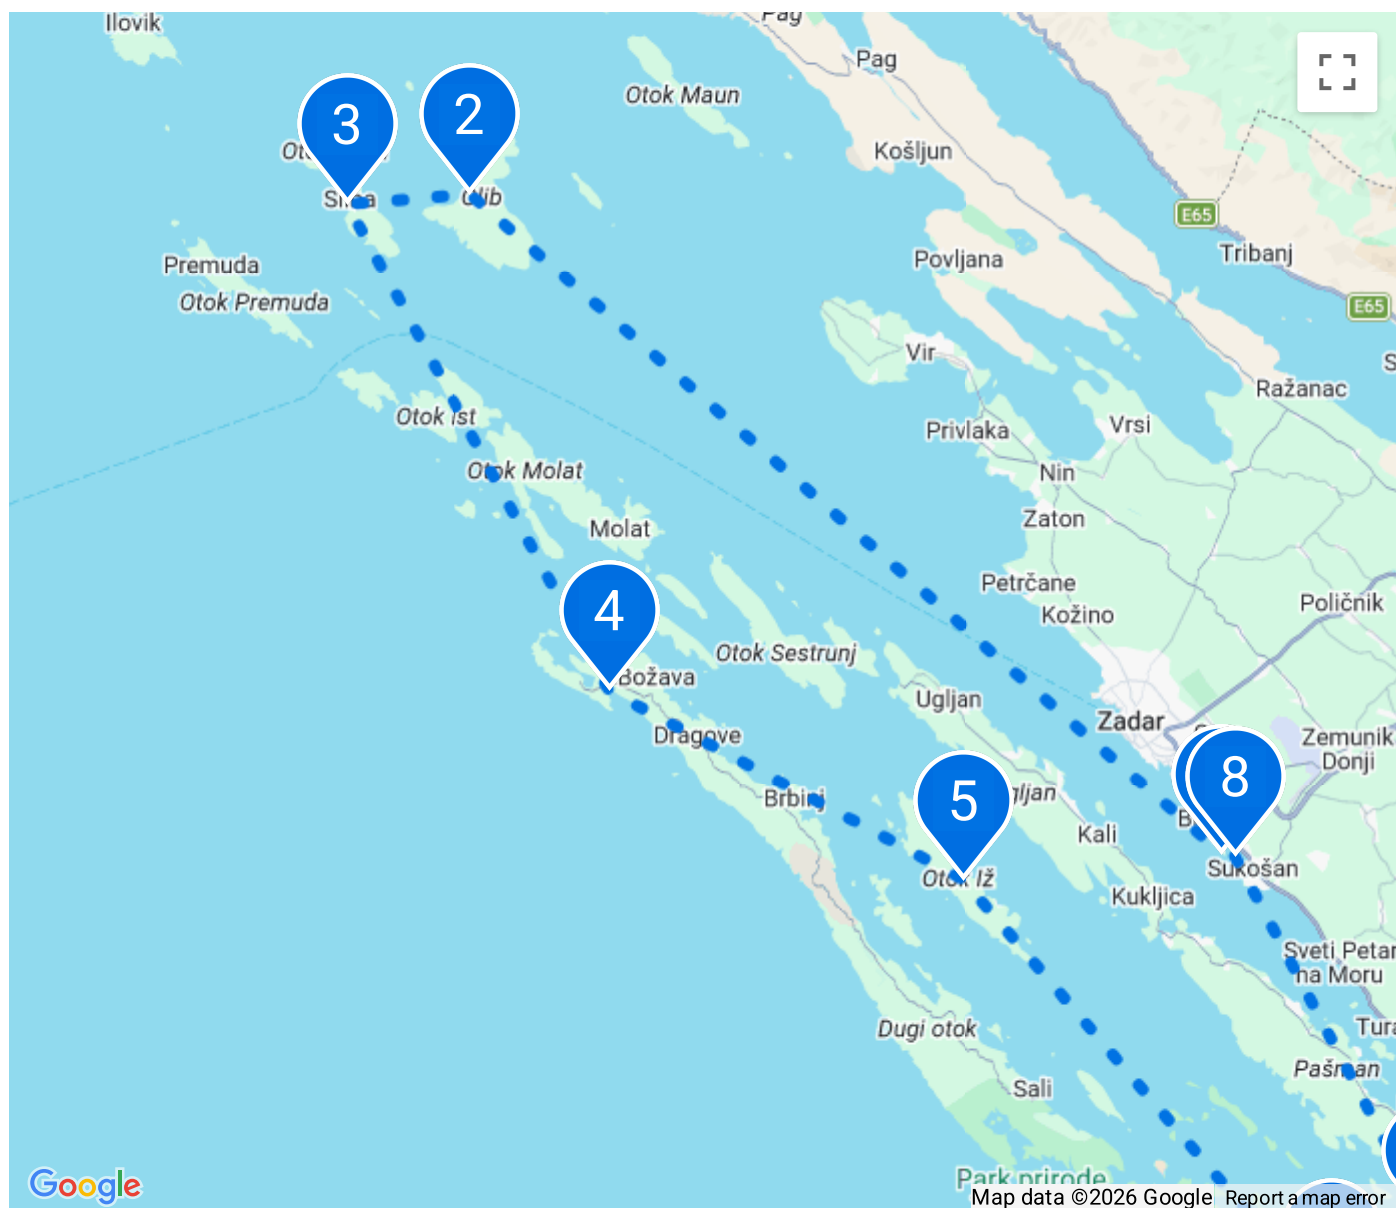 Ilovik
Pag
Pag
Otok Maun
3
2
Košljun
Silba
Olib
E65
Tribanj
Premuda
Povljana
Otok Premuda
E65
Vir
Ražanac
Otok Ist
Privlaka
Vrsi
Otok Molat
Nin
Molat
Zaton
Petrčane
4
Poličnik
Kožino
Otok Sestrunj
Božava
Ugljan
Zadar
Dragove
Zemunik
Donji
8
5
Brbinj
Kali
Sukošan
Otok Iž
Kukljica
Sveti Petar
na Moru
Dugi otok
Pašman
Sali
Park prirode
Google
Map data ©2026 Google
Report a map error